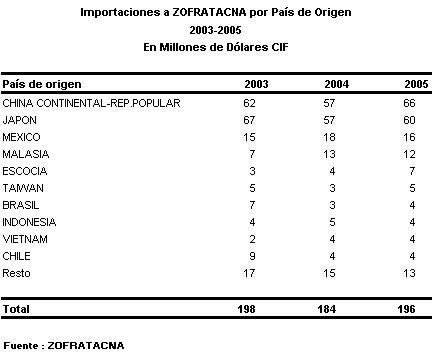 Importaciones a ZOFRATACNA por País de Origen
2003-2005
En Millones de Dólares CIF
País de origen 2003 2004 2005
CHINA CONTINENTAL-REP.POPULAR 62 57 66
JAPON 67 57 60
MEXICO 15 18 16
MALASIA 7 13 12
ESCOCIA 3 4 7
TAIWAN 5 3 5
BRASIL 7 3 4
INDONESIA 4 5 4
VIETNAM 2 4 4
CHILE 9 4 4
Resto 17 15 13
Total 198 184 196
Fuente : ZOFRATACNA